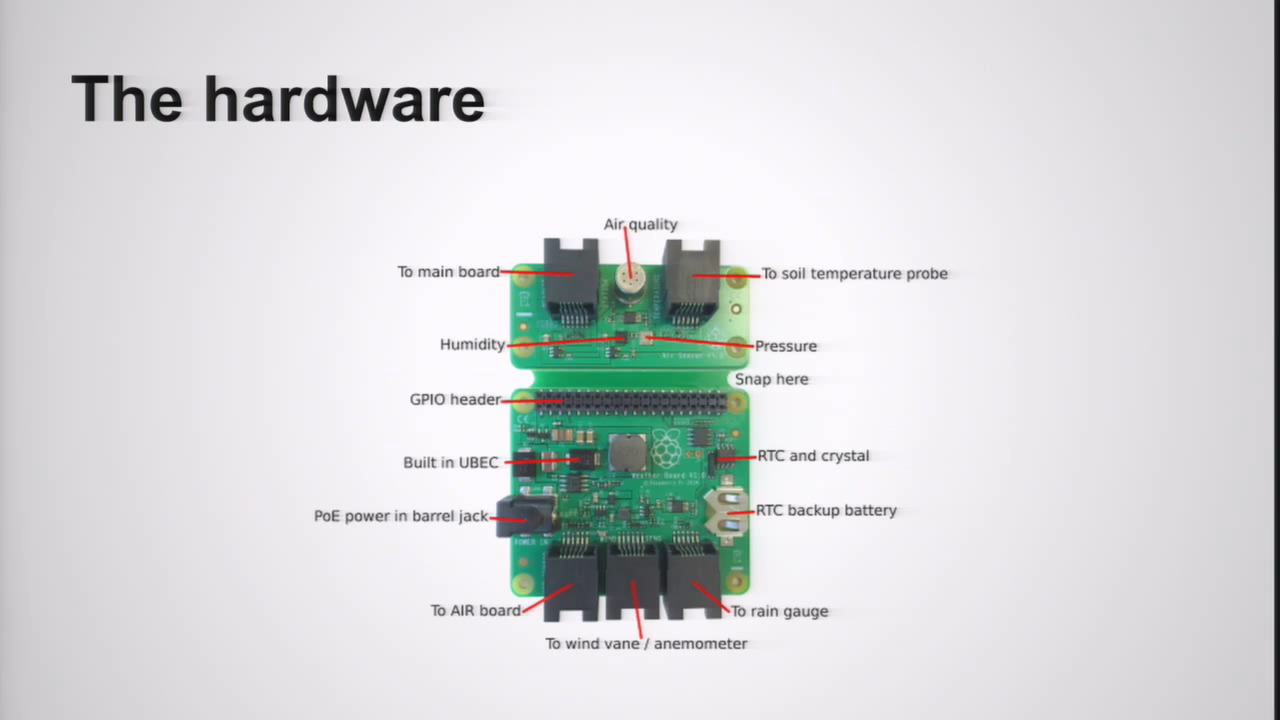 The hardware
Air quality
To main board
To soil temperature probe
Humidity
Pressure
Snap here
GPIO header
Built in UBEC
RTC and crystal
PoE power in barrel jack
RTC backup battery
POWER IN
To AIR board
To rain gauge
To wind vane / anemometer